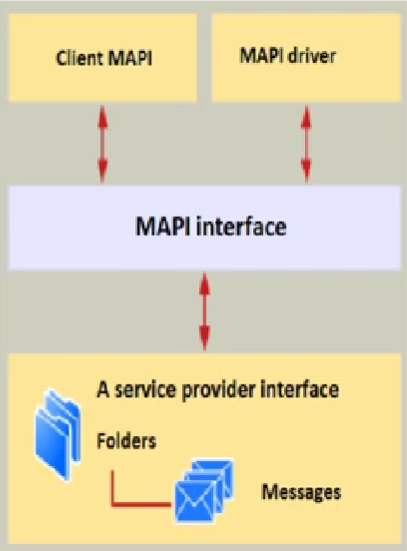 Client MAPI
MAPI driver
MAPI interface
A service provider interface
Folders
Messages